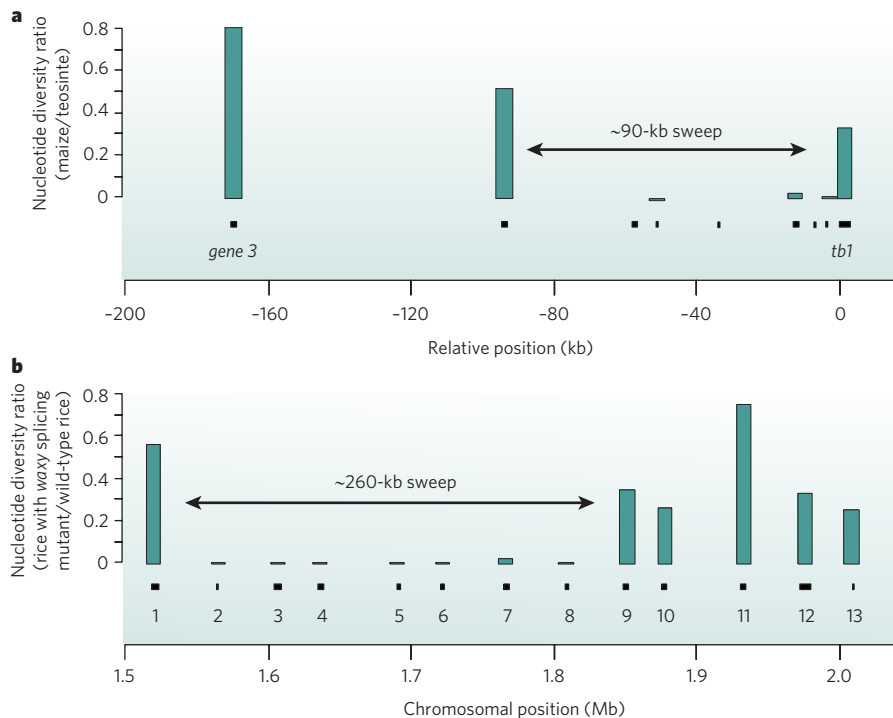 a
Nucleotide diversity ratio
(maize/teosinte)
0.8
0.6
0.4
0.2
0
~90-kb sweep
gene 3
tb1
–200
–160
–120
–80
–60
–40
0
Relative position (kb)
b
Nucleotide diversity ratio
(rice with waxy splicing
mutant/wild-type rice)
0.8
0.6
0.4
0.2
0
~260-kb sweep
1 2 3 4 5 6 7 8 9 10 11 12 13
1.5 1.6 1.7 1.8 1.9 2.0
Chromosomal position (Mb)